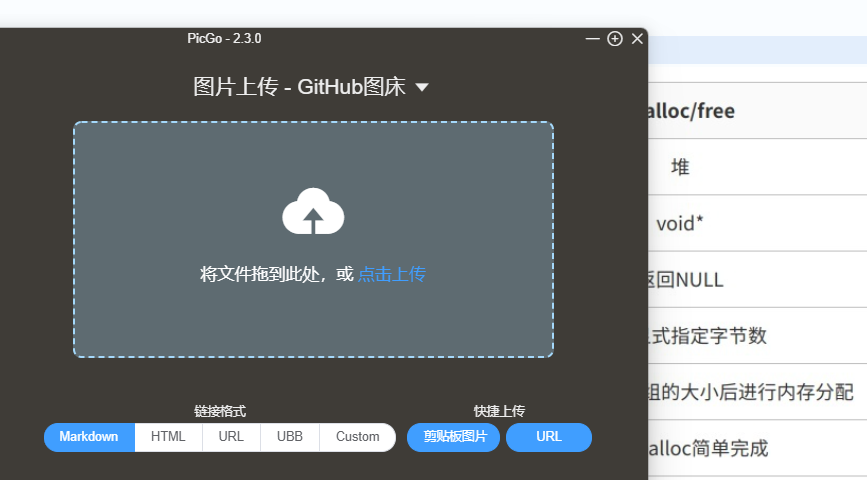 PicGo - 2.3.0
图片上传 - GitHub图床
将文件拖到此处，或 点击上传
链接格式
快捷上传
Markdown HTML URL UBB Custom 剪贴板图片 URL
alloc/free
堆
void*
返回NULL
式指定字节数
组的大小后进行内存分配
alloc简单完成